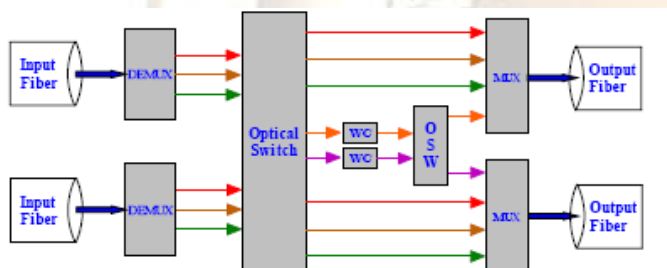 Input
Fiber
DEMUX
Optical
Switch
WC
WC
O
S
W
MUX
Output
Fiber
Input
Fiber
DEMUX
MUX
Output
Fiber